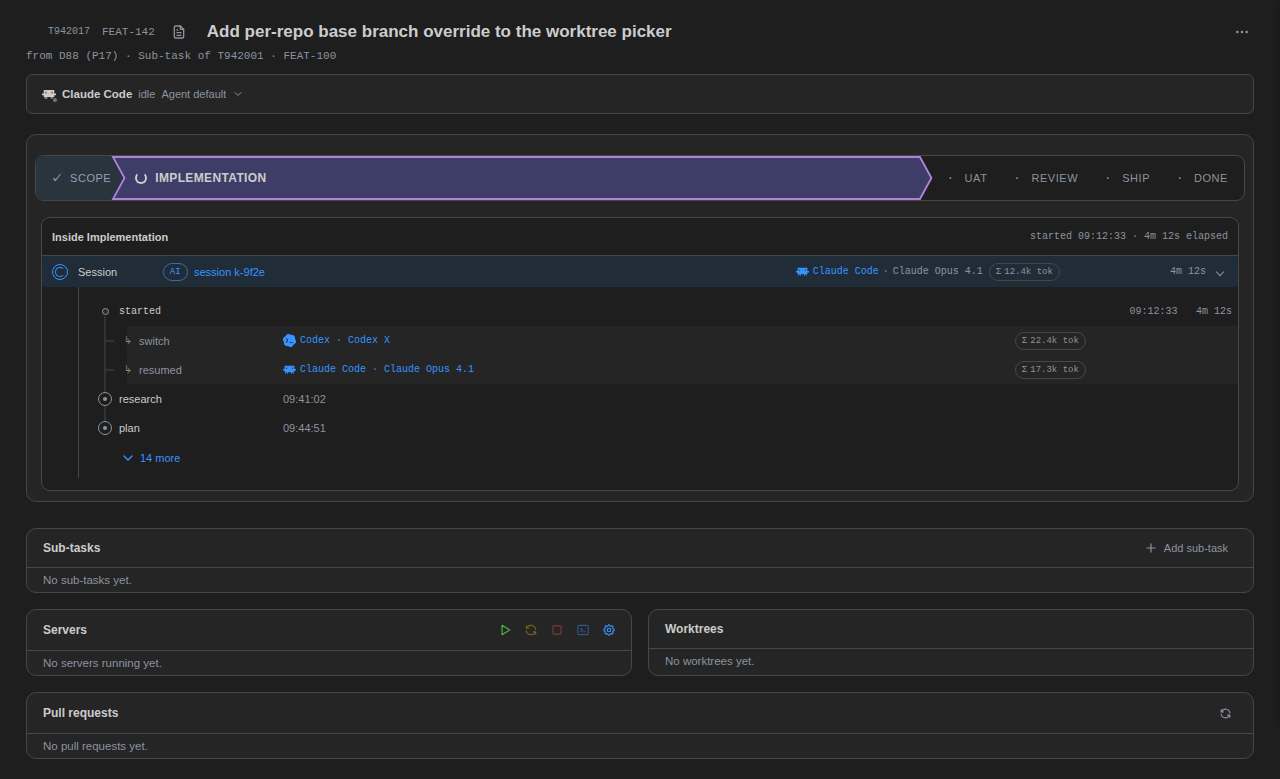 T942017 FEAT-142 Add per-repo base branch override to the worktree picker
from D88 (P17) · Sub-task of T942001 · FEAT-100
Claude Code idle Agent default
SCOPE IMPLEMENTATION · UAT · REVIEW · SHIP · DONE
Inside Implementation started 09:12:33 · 4m 12s elapsed
Session AI session k-9f2e Claude Code · Claude Opus 4.1 Σ 12.4k tok 4m 12s
started 09:12:33 4m 12s
↳ switch Codex · Codex X Σ 22.4k tok
↳ resumed Claude Code · Claude Opus 4.1 Σ 17.3k tok
research 09:41:02
plan 09:44:51
14 more
Sub-tasks Add sub-task
No sub-tasks yet.
Servers
No servers running yet.
Worktrees
No worktrees yet.
Pull requests
No pull requests yet.